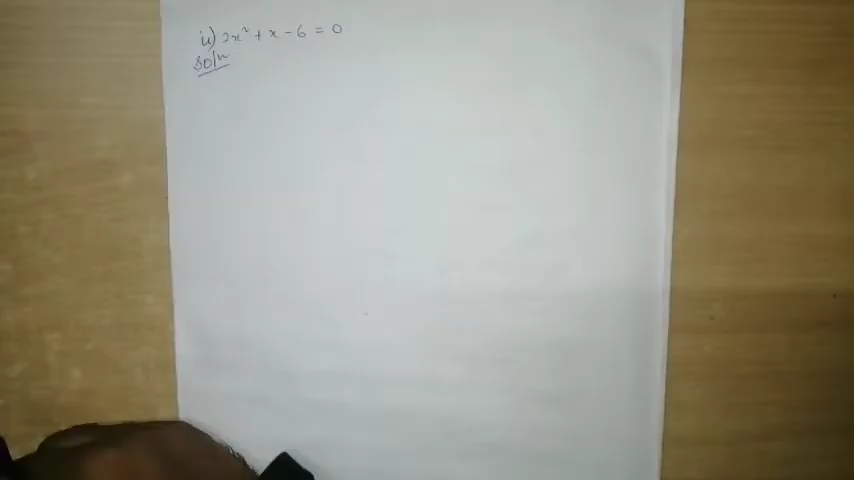 ii) 2x² + x - 6 = 0
Soln